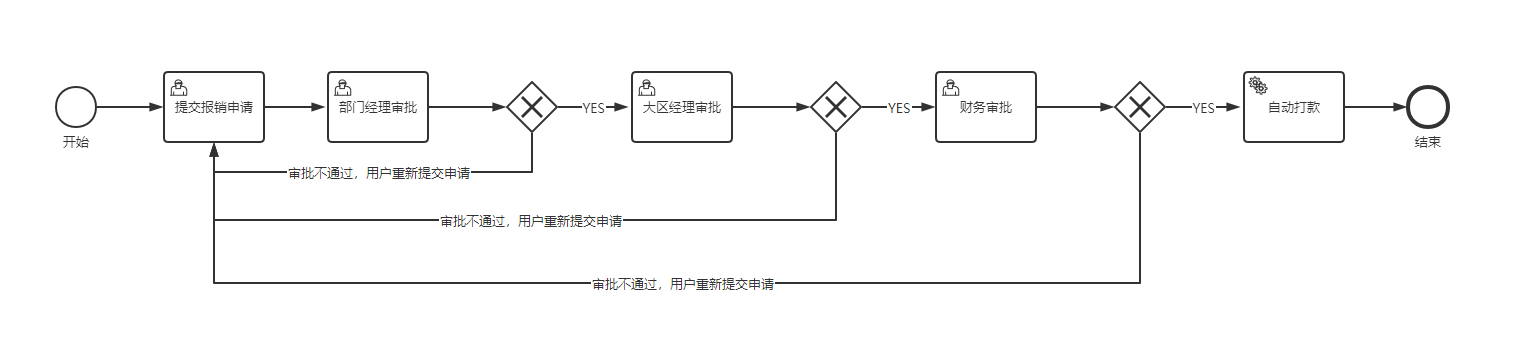 开始
提交报销申请
部门经理审批
YES
大区经理审批
YES
财务审批
YES
自动打款
结束
审批不通过，用户重新提交申请
审批不通过，用户重新提交申请
审批不通过，用户重新提交申请